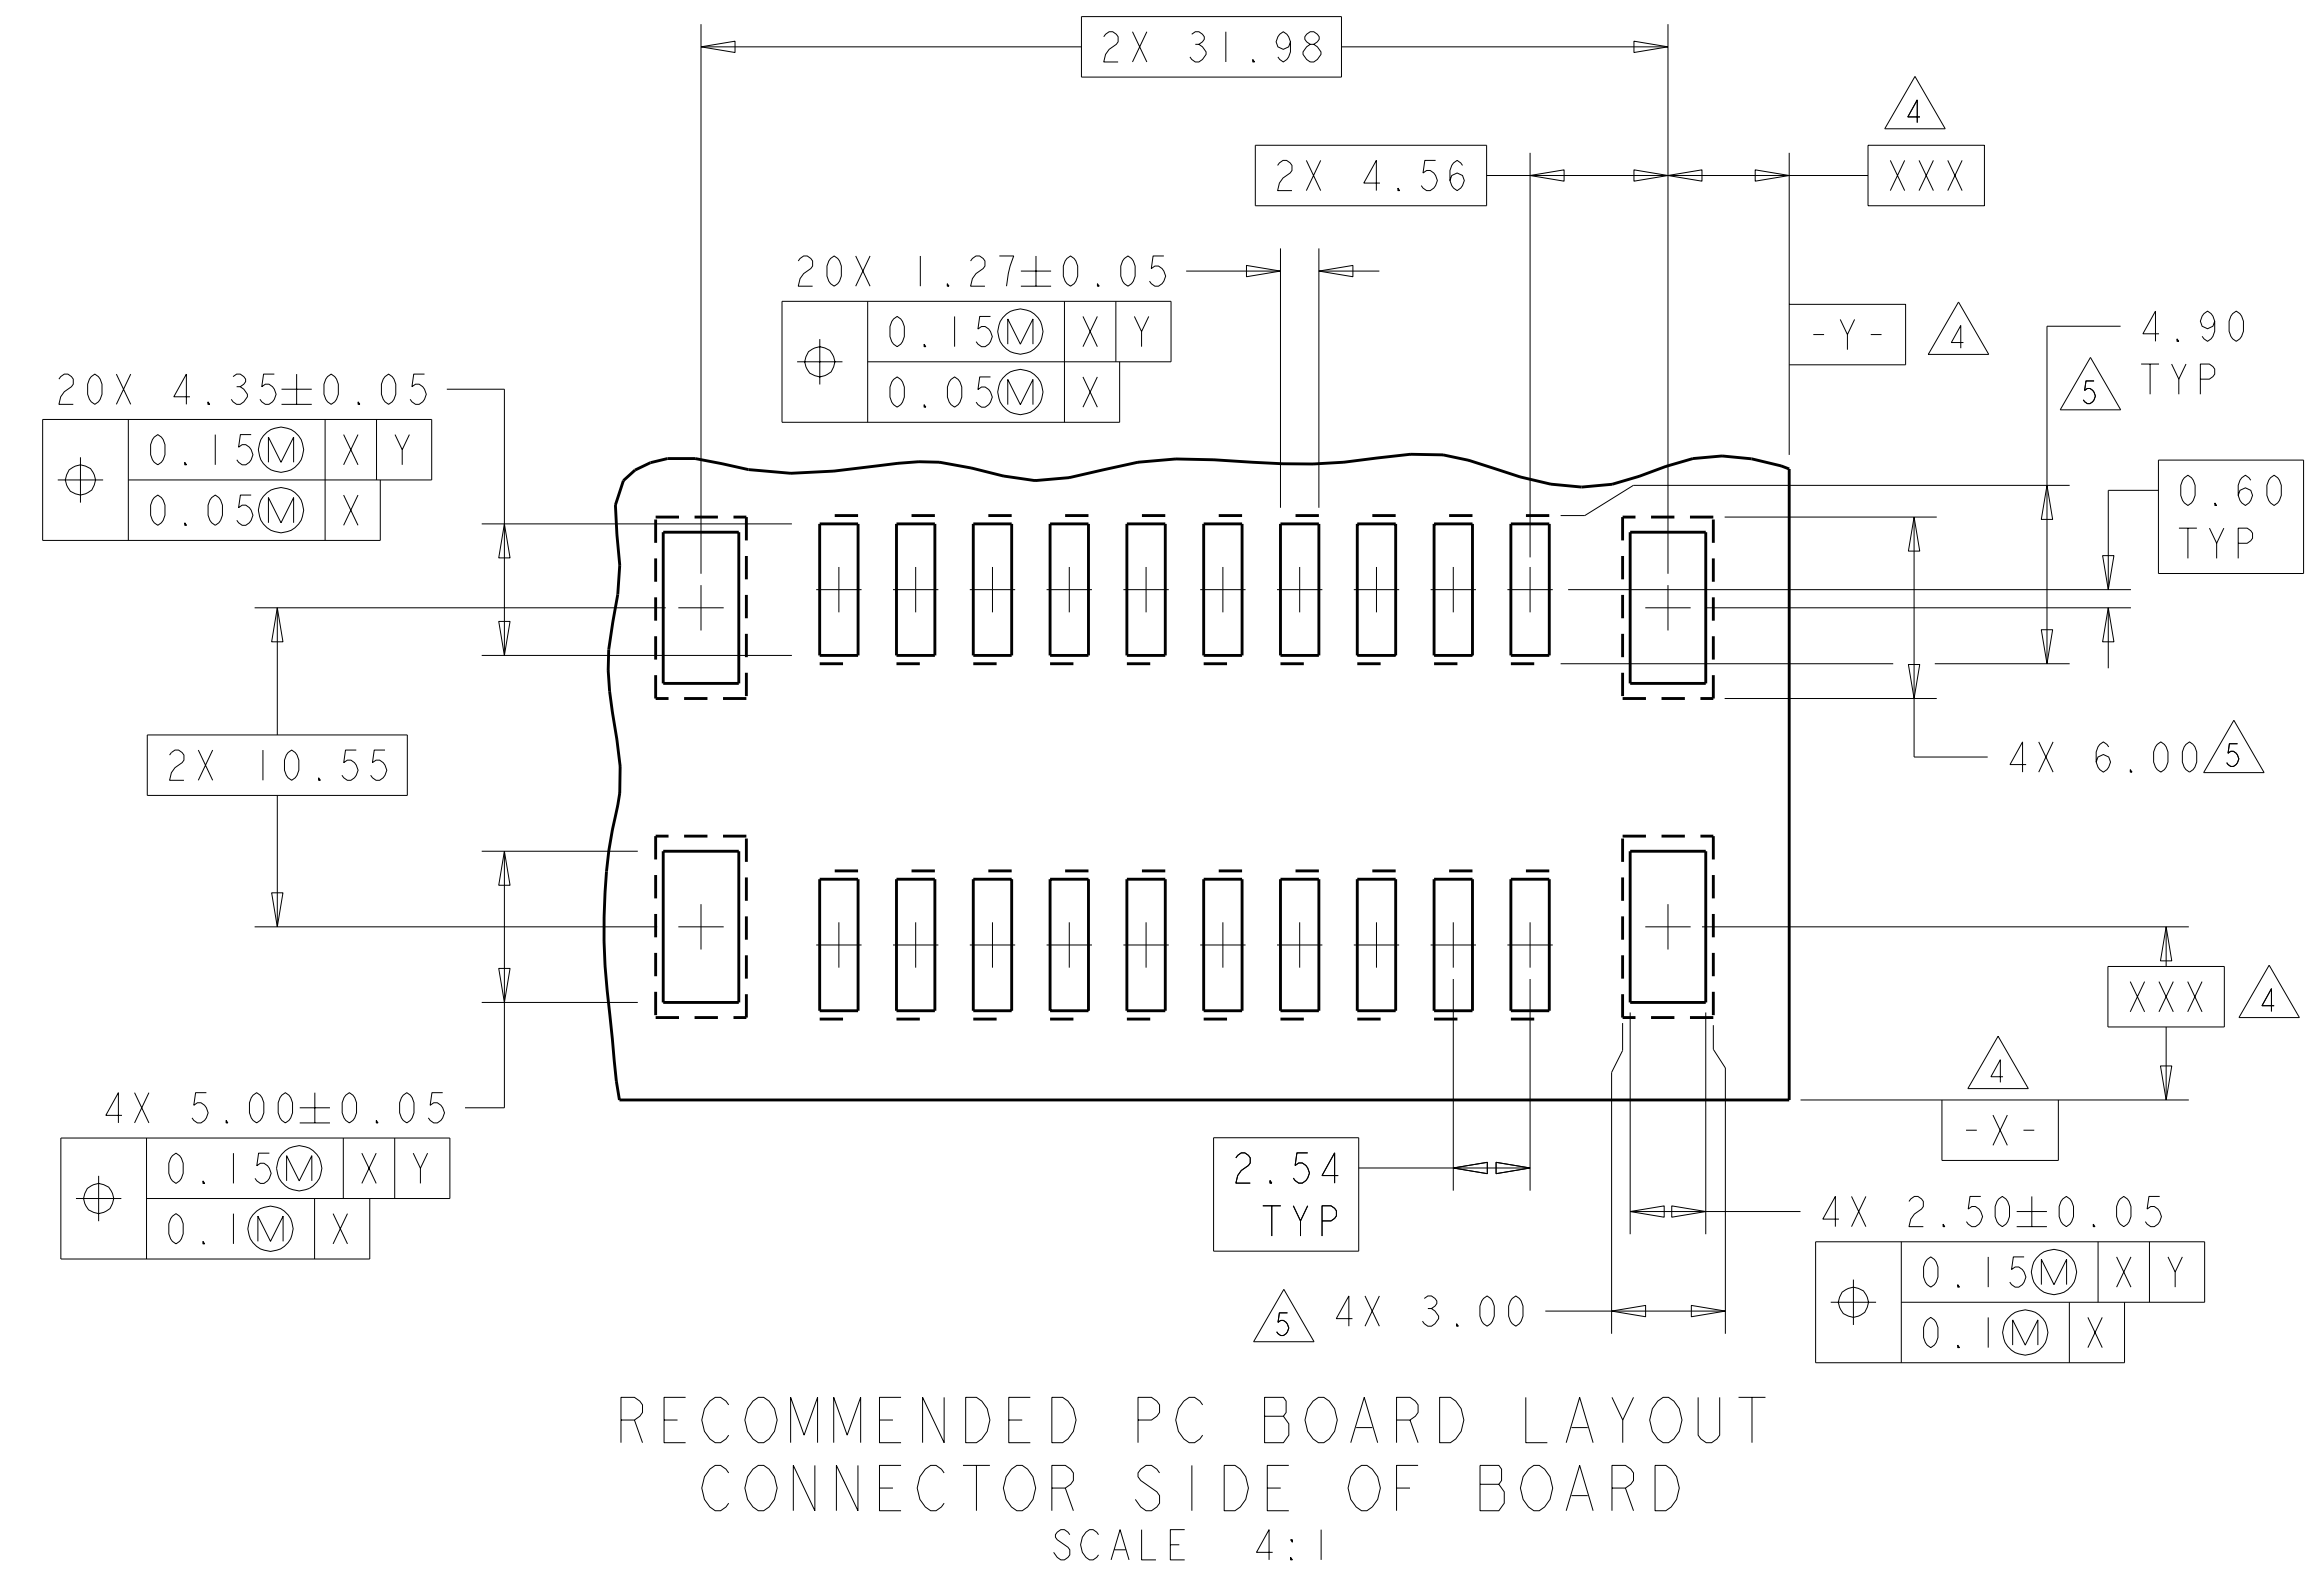 2X 31.98
4
2X 4.56
XXX
20X 1.27±0.05
0.15Ⓜ X Y
0.05Ⓜ X
-Y-
4
4.90
5
TYP
20X 4.35±0.05
0.15Ⓜ X Y
0.05Ⓜ X
0.60
TYP
2X 10.55
4X 6.00
5
XXX
4
4
-X-
4X 5.00±0.05
0.15Ⓜ X Y
0.1Ⓜ X
2.54
TYP
4X 2.50±0.05
0.15Ⓜ X Y
0.1Ⓜ X
5
4X 3.00
RECOMMENDED PC BOARD LAYOUT
CONNECTOR SIDE OF BOARD
SCALE 4:1